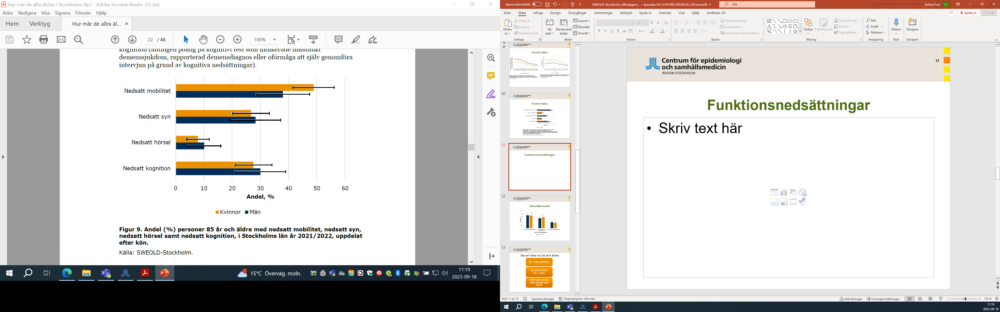 Hur mår de allra äldsta i Stockholms län? - Adobe Acrobat Reader (32-bit)
Arkiv Redigera Visa Signera Fönster Hjälp
Hem Verktyg Hur mår de allra äl... ×
22 / 48 100%
kognition (antingen poäng på kognitivt test som indikerade misstänkt
demenssjukdom, rapporterad demensdiagnos eller oförmåga att själv genomföra
intervjun på grund av kognitiva nedsättningar).
Nedsatt mobilitet
Nedsatt syn
Nedsatt hörsel
Nedsatt kognition
0 10 20 30 40 50 60
Andel, %
Kvinnor Män
Figur 9. Andel (%) personer 85 år och äldre med nedsatt mobilitet, nedsatt syn,
nedsatt hörsel samt nedsatt kognition, i Stockholms län år 2021/2022, uppdelat
efter kön.
Källa: SWEOLD-Stockholm.
1 15°C Överväg. moln.
11:19
2023-09-18
Spara automatiskt SWEOLD-Stockholm_Måndagsm... • Sparades till \\C01FS03.ORION.SLL.SE\home3$ Sök Stefan Fors SF
Arkiv Start Infoga Design Övergångar Animeringar Bildspel Spela in Granska Visa Hjälp EndNote X9 Spela in Dela
Klistra in Klipp ut Kopiera Hämta format
Ny bild Återanvänd bilder Layout Återställ Avsnitt
32
F K U S ab AV Aa A
Textorientering Justera text Konvertera till SmartArt
Ordna Snabbformat Figurfyllning Kontur Figureffekter
Sök Ersätt Markera
Diktera Designer
Urklipp Bilder Tecken Stycke Ritning Redigering Röst Designer
9
Fysisk hälsa
10
Fysisk hälsa
11
Funktionsnedsättningar
12
Hälsolitteracitet
13
Sexuell hälsa hos de allra äldsta
N = 183 (♀65%)
85-89 år (67%)
90+ (33%)
80% eget boende
30% boende med
parter
Centrum för epidemiologi
och samhällsmedicin
REGION STOCKHOLM
11
Funktionsnedsättningar
• Skriv text här
Bild 11 av 19 Svenska (Sverige) Tillgänglighet: Utforska Anteckningar Visningsinställningar 130 %
11:19
2023-09-18